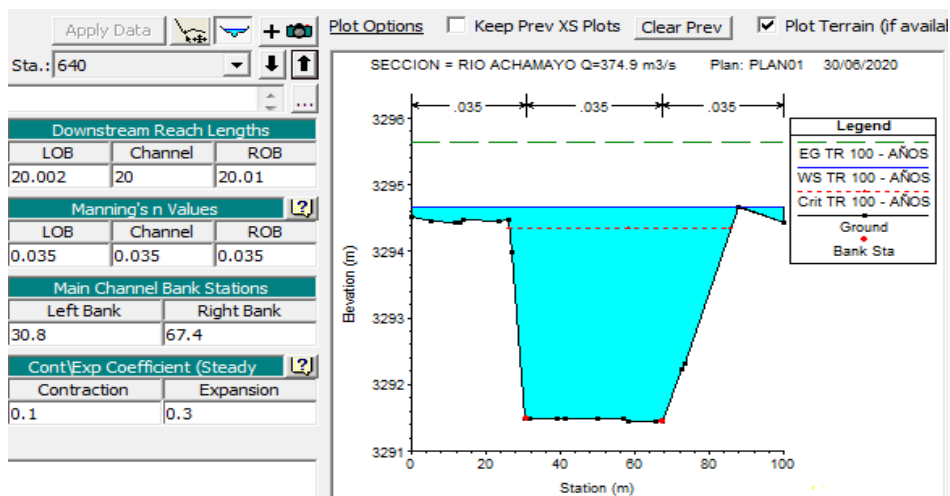 Apply Data
Plot Options Keep Prev XS Plots Clear Prev Plot Terrain (if availal
Sta.: 640
...
Downstream Reach Lengths
LOB Channel ROB
20.002 20 20.01
Manning's n Values
LOB Channel ROB
0.035 0.035 0.035
Main Channel Bank Stations
Left Bank Right Bank
30.8 67.4
Cont\Exp Coefficient (Steady
Contraction Expansion
0.1 0.3
SECCION = RIO ACHAMAYO Q=374.9 m3/s Plan: PLAN01 30/06/2020
.035 .035 .035
3296
3295
3294
3293
3292
3291
Elevation (m)
0 20 40 60 80 100
Station (m)
Legend
EG TR 100 - AÑOS
WS TR 100 - AÑOS
Crit TR 100 - AÑOS
Ground
Bank Sta